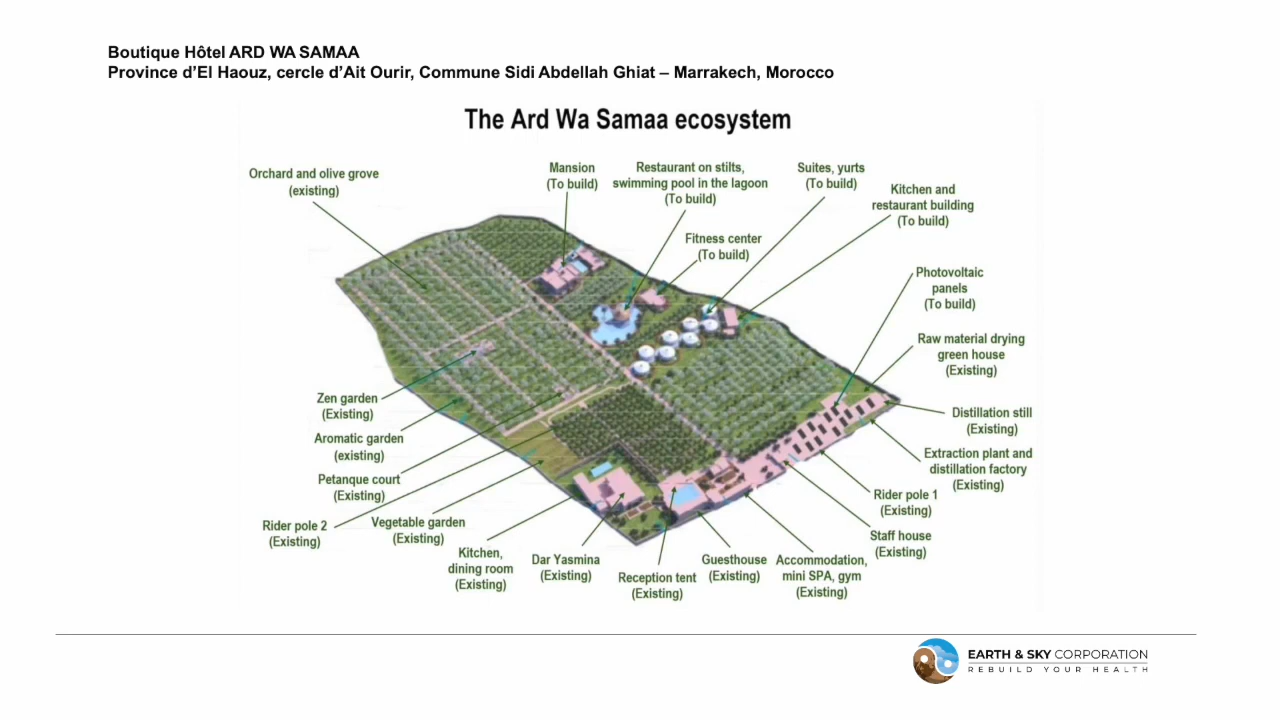 Boutique Hôtel ARD WA SAMAA
Province d'El Haouz, cercle d'Ait Ourir, Commune Sidi Abdellah Ghiat – Marrakech, Morocco
The Ard Wa Samaa ecosystem
Orchard and olive grove
(existing)
Mansion
(To build)
Restaurant on stilts,
swimming pool in the lagoon
(To build)
Suites, yurts
(To build)
Kitchen and
restaurant building
(To build)
Fitness center
(To build)
Photovoltaic
panels
(To build)
Raw material drying
green house
(Existing)
Distillation still
(Existing)
Extraction plant and
distillation factory
(Existing)
Rider pole 1
(Existing)
Staff house
(Existing)
Zen garden
(Existing)
Aromatic garden
(existing)
Petanque court
(Existing)
Rider pole 2
(Existing)
Vegetable garden
(Existing)
Kitchen,
dining room
(Existing)
Dar Yasmina
(Existing)
Reception tent
(Existing)
Guesthouse
(Existing)
Accommodation,
mini SPA, gym
(Existing)
EARTH & SKY CORPORATION
REBUILD YOUR HEALTH